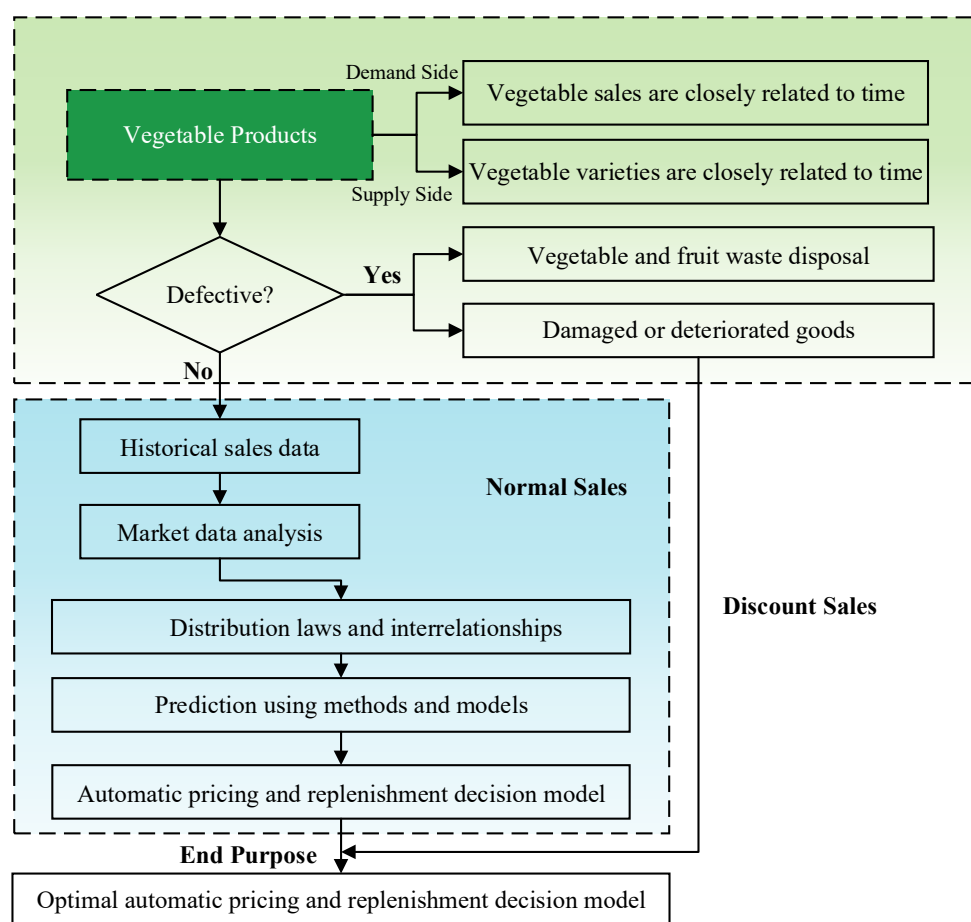 Demand Side
Vegetable sales are closely related to time
Vegetable Products
Vegetable varieties are closely related to time
Supply Side
Vegetable and fruit waste disposal
Yes
Defective?
Damaged or deteriorated goods
No
Historical sales data
Normal Sales
Market data analysis
Discount Sales
Distribution laws and interrelationships
Prediction using methods and models
Automatic pricing and replenishment decision model
End Purpose
Optimal automatic pricing and replenishment decision model